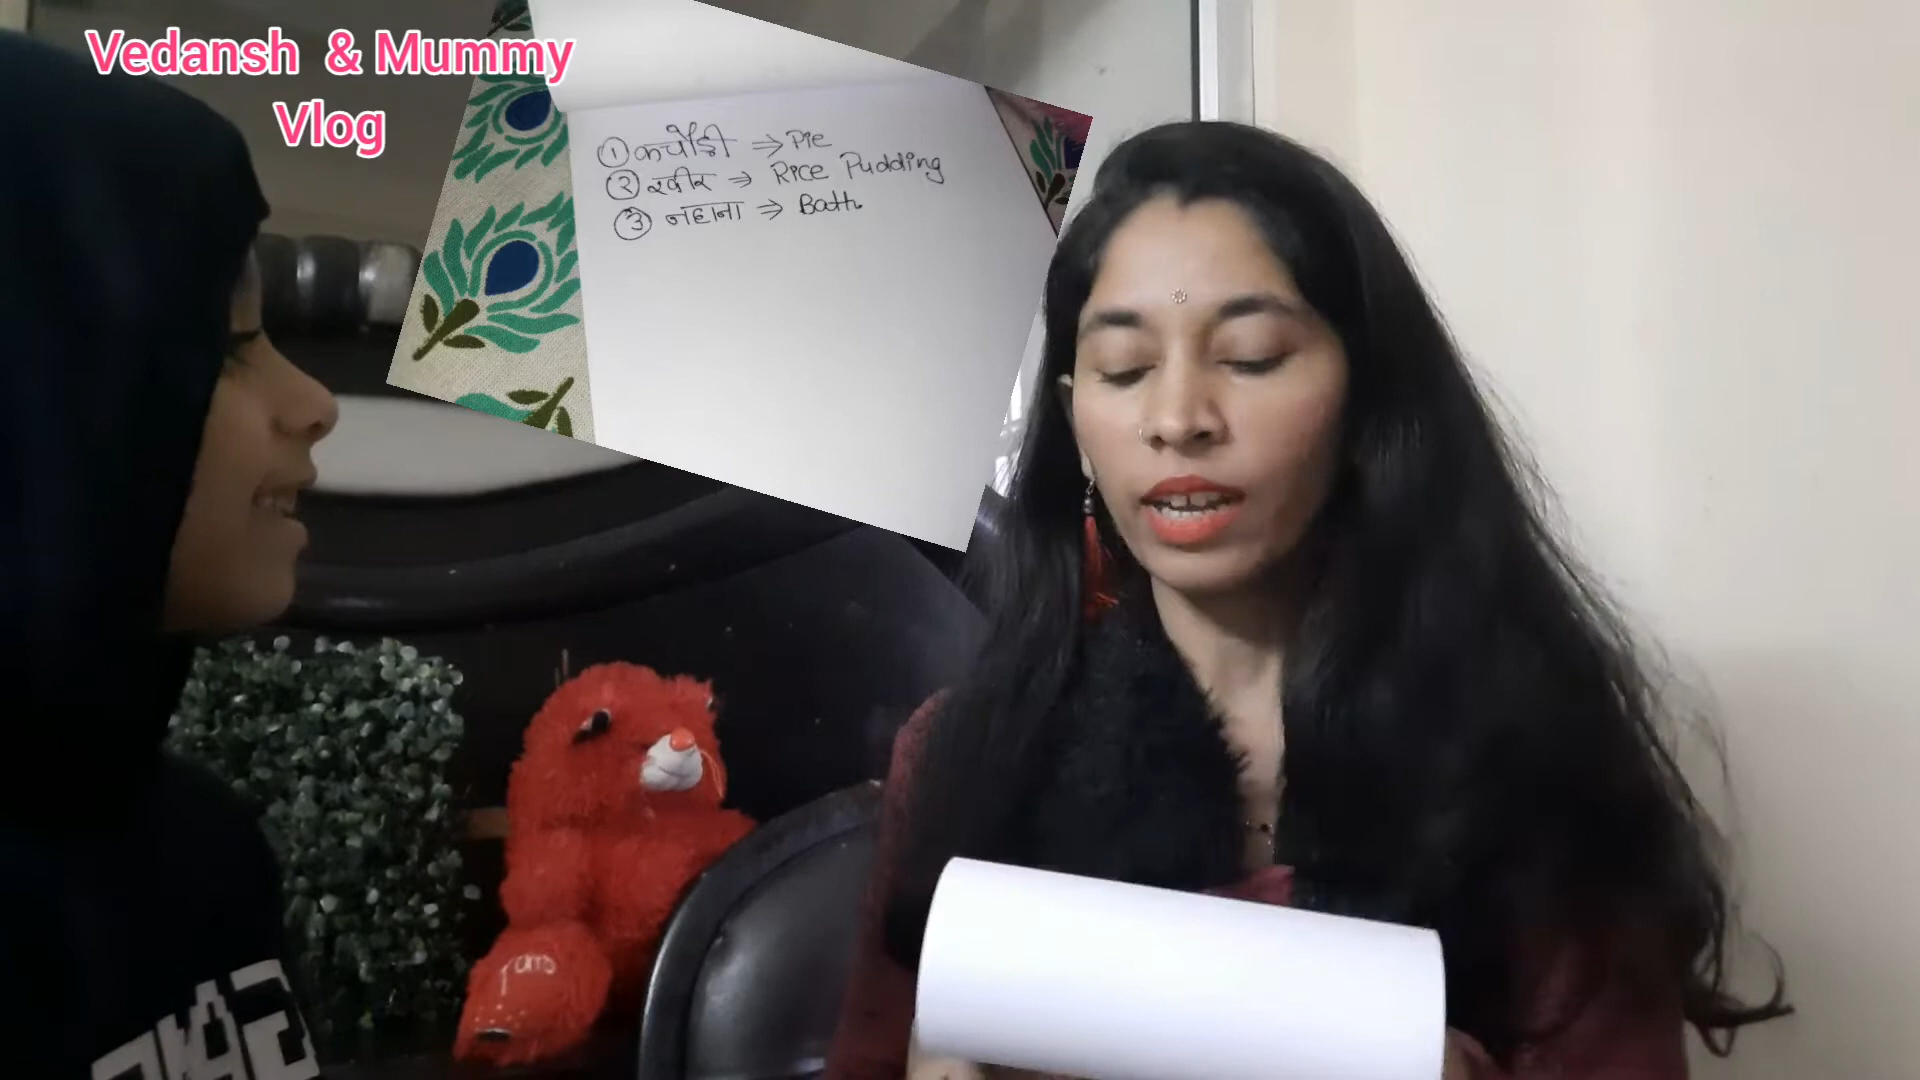 Vedansh & Mummy
Vlog
① कचौड़ी ⇒ Pie
② खीर ⇒ Rice Pudding
③ नहाना ⇒ Bath